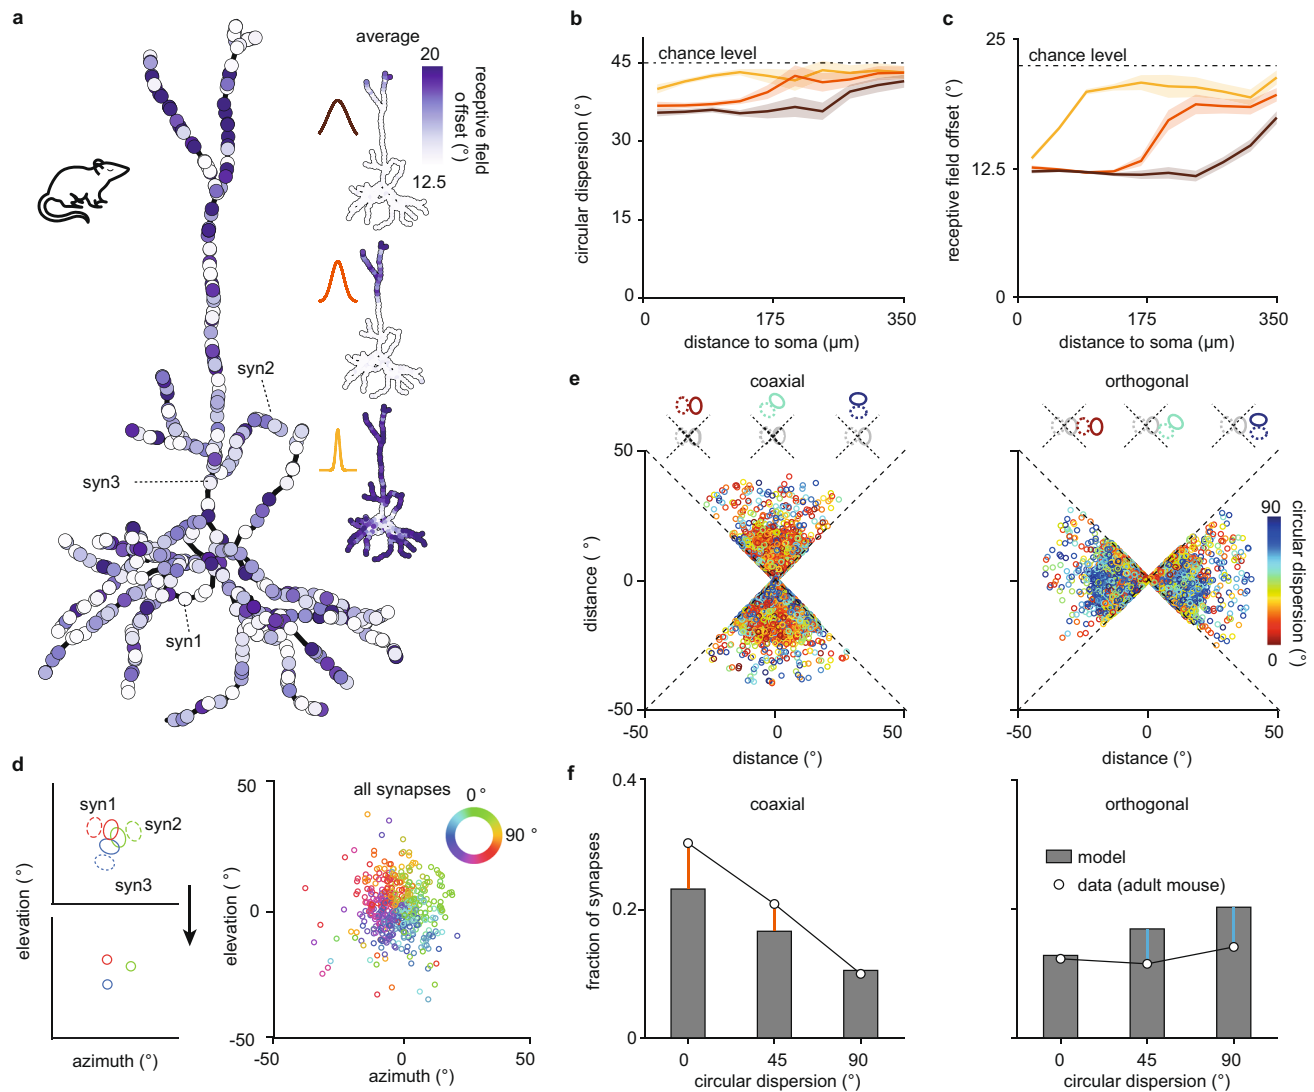 a
average
20
receptive field
offset (°)
12.5
syn2
syn3
syn1
b
chance level
45
30
15
0
circular dispersion (°)
0
175
350
distance to soma (µm)
c
chance level
25
12.5
0
receptive field offset (°)
0
175
350
distance to soma (µm)
d
syn1
syn2
syn3
elevation (°)
elevation (°)
azimuth (°)
all synapses
0°
90°
50
0
-50
elevation (°)
-50
0
50
azimuth (°)
e
coaxial
50
0
-50
distance (°)
-50
0
50
distance (°)
orthogonal
-50
0
50
distance (°)
90
0
circular dispersion (°)
f
coaxial
0.4
0.2
0
fraction of synapses
0
45
90
circular dispersion (°)
orthogonal
model
data (adult mouse)
0
45
90
circular dispersion (°)